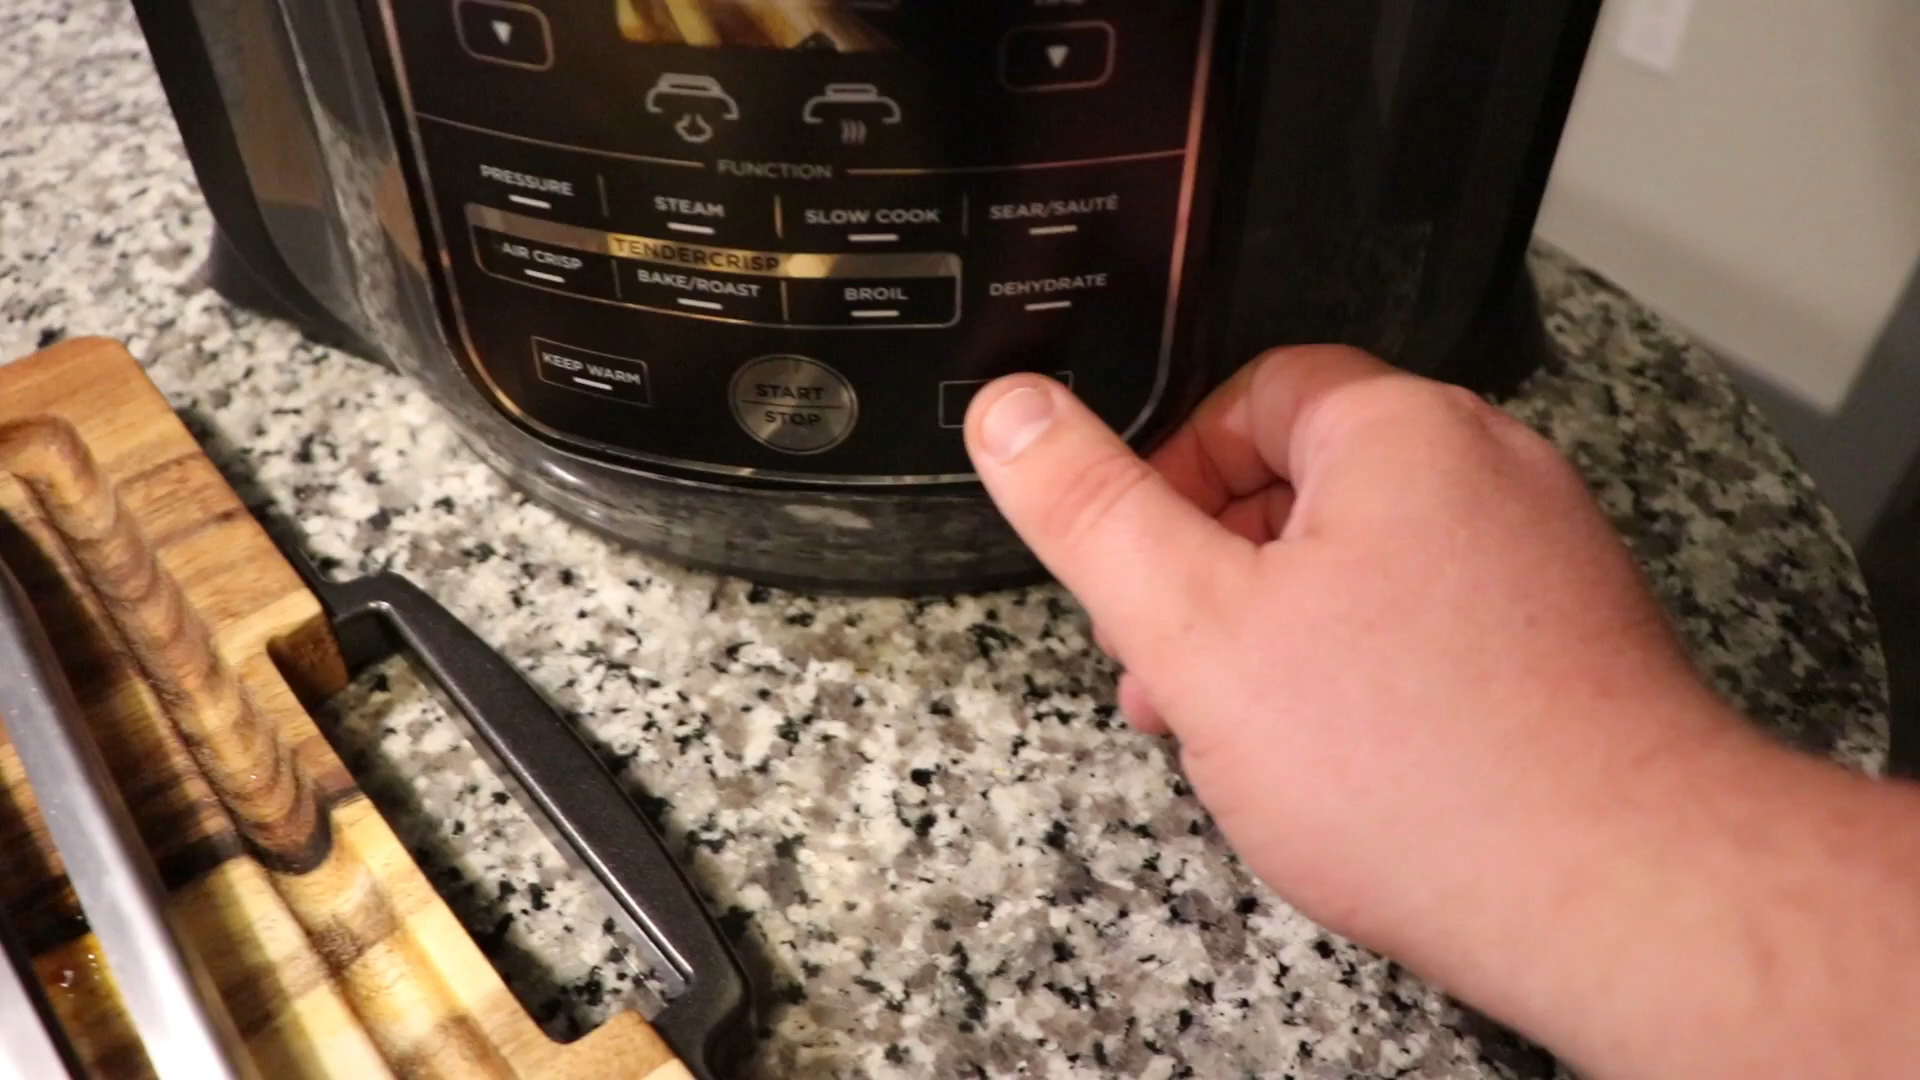 FUNCTION
PRESSURE
STEAM
SLOW COOK
SEAR/SAUTÉ
TENDERCRISP
AIR CRISP
BAKE/ROAST
BROIL
DEHYDRATE
KEEP WARM
START
STOP